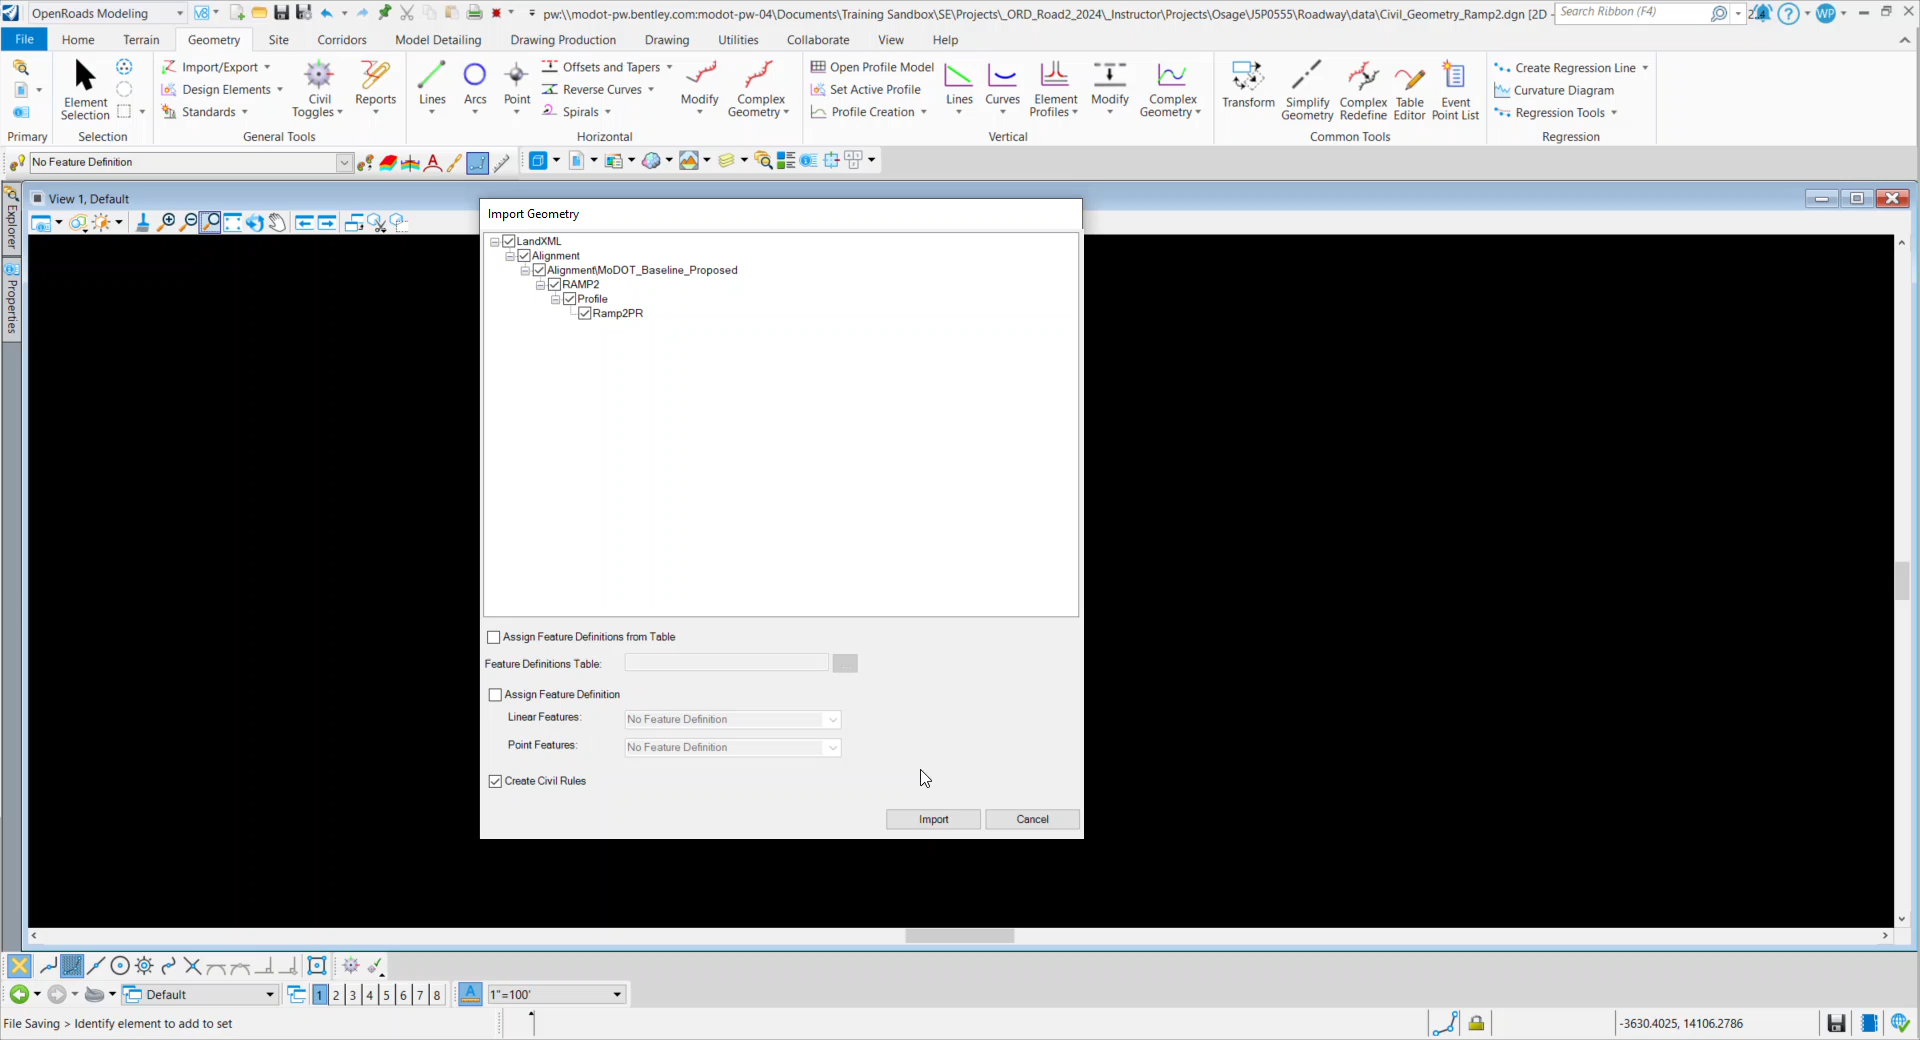 OpenRoads Modeling
pw:\\modot-pw.bentley.com:modot-pw-04\Documents\Training Sandbox\SE\Projects\_ORD_Road2_2024\_Instructor\Projects\Osage\J5P0555\Roadway\data\Civil_Geometry_Ramp2.dgn [2D -
Search Ribbon (F4)
WP
File Home Terrain Geometry Site Corridors Model Detailing Drawing Production Drawing Utilities Collaborate View Help
Import/Export
Design Elements
Standards
Element Selection
Civil Toggles
Reports
Lines
Arcs
Point
Offsets and Tapers
Reverse Curves
Spirals
Modify
Complex Geometry
Open Profile Model
Set Active Profile
Profile Creation
Lines
Curves
Element Profiles
Modify
Complex Geometry
Transform
Simplify Geometry
Complex Redefine
Table Editor
Event Point List
Create Regression Line
Curvature Diagram
Regression Tools
Primary Selection General Tools Horizontal Vertical Common Tools Regression
No Feature Definition
Explorer
Properties
View 1, Default
Import Geometry
LandXML
Alignment
Alignment\MoDOT_Baseline_Proposed
RAMP2
Profile
Ramp2PR
Assign Feature Definitions from Table
Feature Definitions Table:
Assign Feature Definition
Linear Features: No Feature Definition
Point Features: No Feature Definition
Create Civil Rules
Import Cancel
Default 1 2 3 4 5 6 7 8 A 1"=100'
File Saving > Identify element to add to set
-3630.4025, 14106.2786